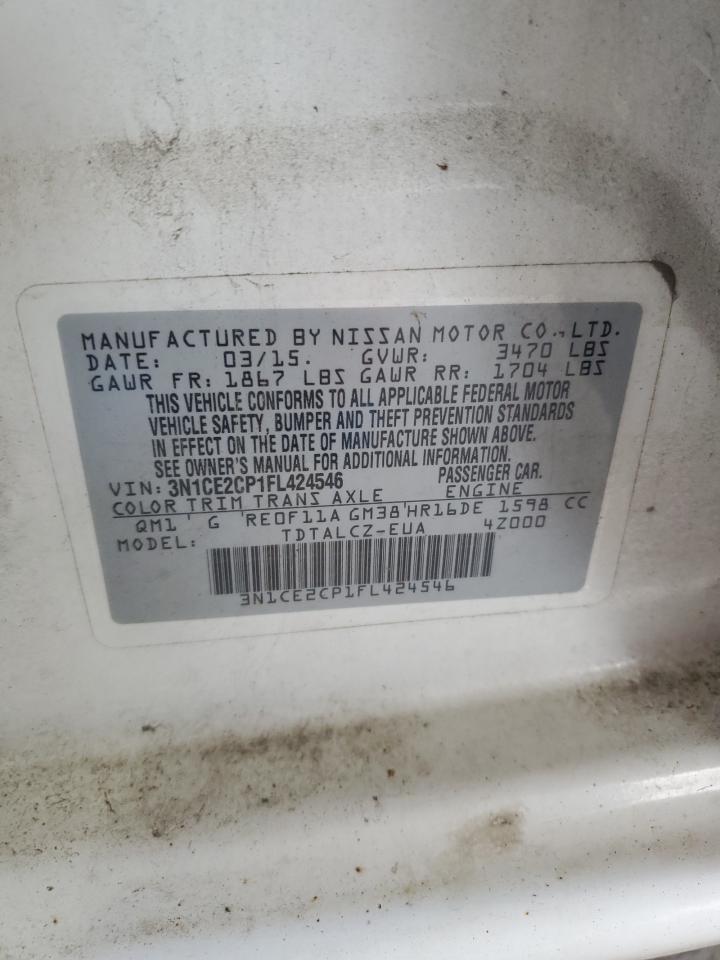 MANUFACTURED BY NISSAN MOTOR CO.,LTD.
DATE: 03/15. GVWR: 3470 LBS
GAWR FR: 1867 LBS GAWR RR: 1704 LBS
THIS VEHICLE CONFORMS TO ALL APPLICABLE FEDERAL MOTOR
VEHICLE SAFETY, BUMPER AND THEFT PREVENTION STANDARDS
IN EFFECT ON THE DATE OF MANUFACTURE SHOWN ABOVE.
SEE OWNER'S MANUAL FOR ADDITIONAL INFORMATION.
VIN: 3N1CE2CP1FL424546 PASSENGER CAR.
COLOR TRIM TRANS AXLE ENGINE
QM1 G RE0F11A GM38 HR16DE 1598 CC
MODEL: TDTALCZ-EUA 4Z000
3N1CE2CP1FL424546